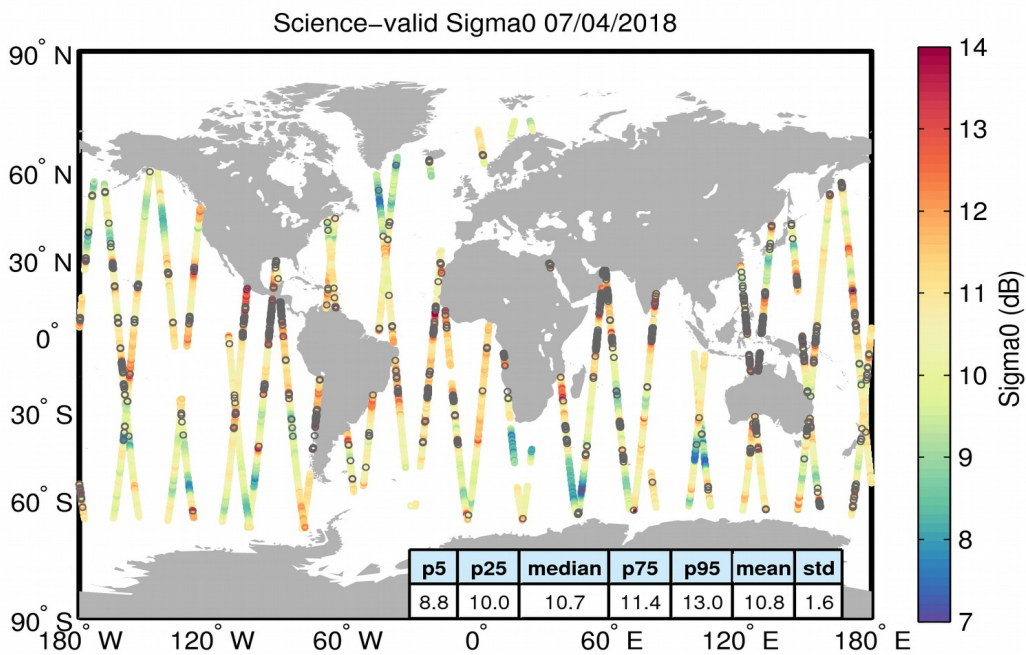 Science−valid Sigma0 07/04/2018
90° N
60° N
30° N
0°
30° S
60° S
90° S
180° W
120° W
60° W
0°
60° E
120° E
180° E
p5 p25 median p75 p95 mean std
8.8 10.0 10.7 11.4 13.0 10.8 1.6
14
13
12
11
10
9
8
7
Sigma0 (dB)